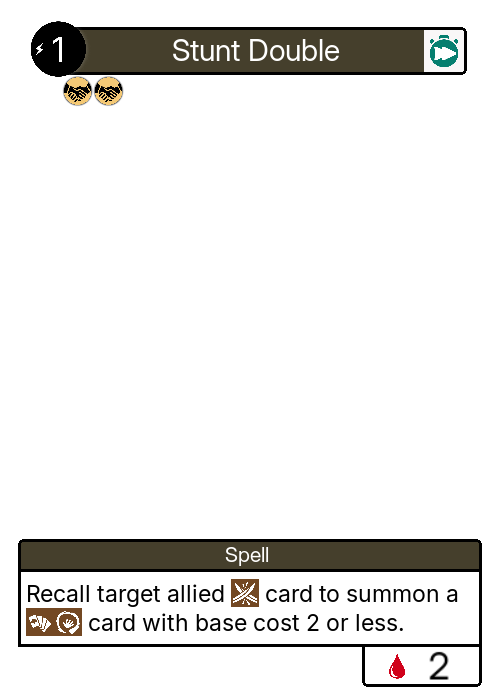 1
Stunt Double
Spell
Recall target allied card to summon a
card with base cost 2 or less.
2